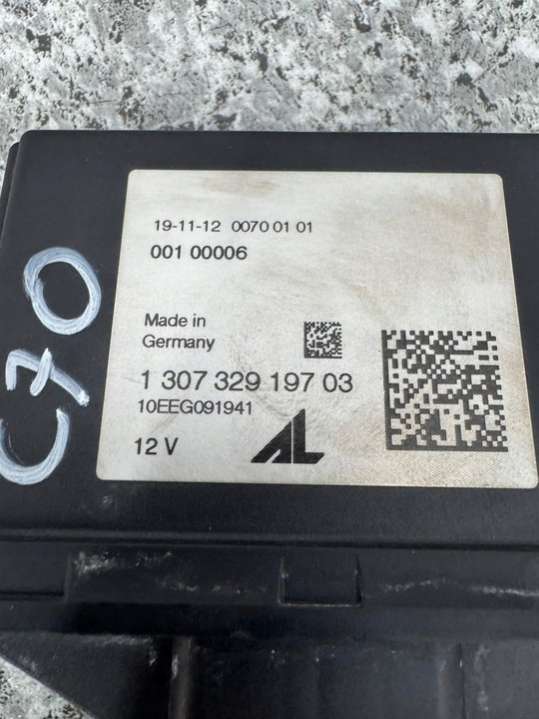 19-11-12 0070 01 01
001 00006
Made in
Germany
1 307 329 197 03
10EEG091941
12 V
AL
C70